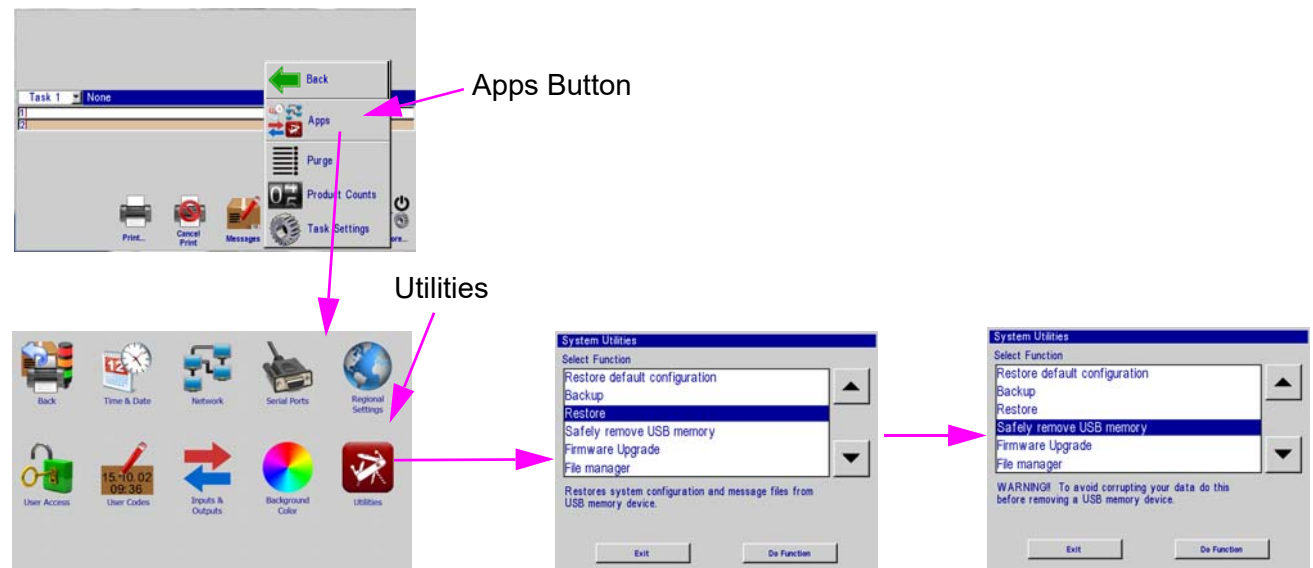 Back
Apps Button
Task 1 None
Apps
1
2
Purge
Product Counts
Task Settings
Print...
Cancel
Print
Messages
Utilities
Back
Time & Date
Network
Serial Ports
Regional
Settings
User Access
15.10.02
09:36
User Codes
Inputs &
Outputs
Background
Color
Utilities
System Utilities
Select Function
Restore default configuration
Backup
Restore
Safely remove USB memory
Firmware Upgrade
File manager
Restores system configuration and message files from
USB memory device.
Exit Do Function
System Utilities
Select Function
Restore default configuration
Backup
Restore
Safely remove USB memory
Firmware Upgrade
File manager
WARNING!! To avoid corrupting your data do this
before removing a USB memory device.
Exit Do Function